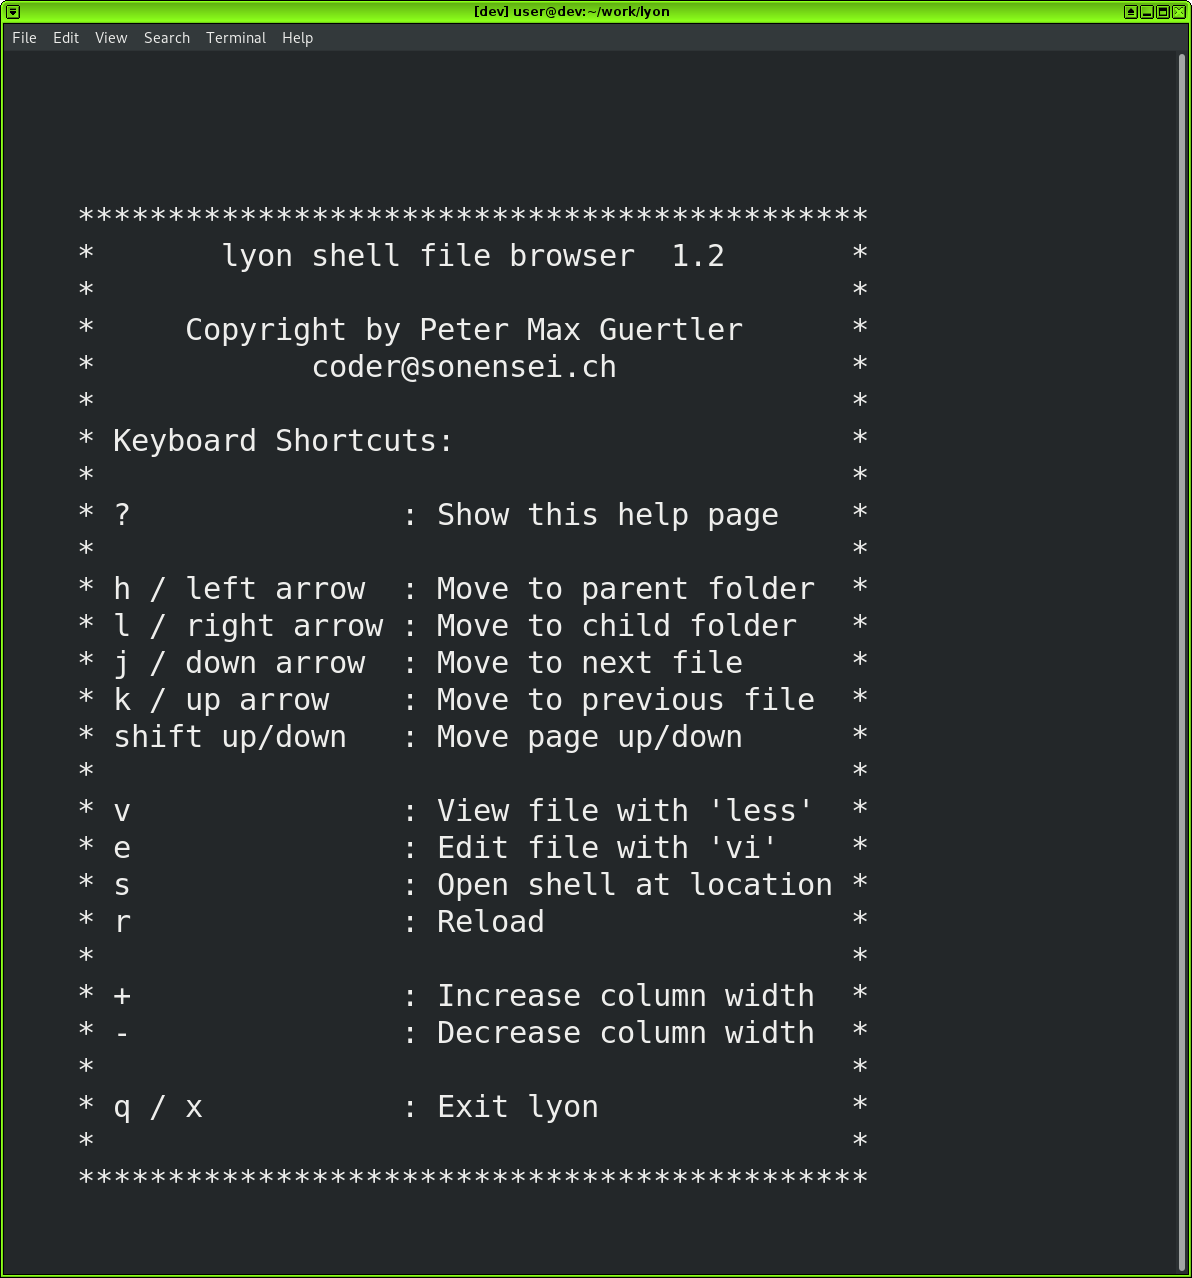 [dev] user@dev:~/work/lyon
File Edit View Search Terminal Help
********************************************
*       lyon shell file browser  1.2       *
*                                          *
*     Copyright by Peter Max Guertler      *
*            coder@sonensei.ch             *
*                                          *
* Keyboard Shortcuts:                      *
*                                          *
* ?               : Show this help page    *
*                                          *
* h / left arrow  : Move to parent folder  *
* l / right arrow : Move to child folder   *
* j / down arrow  : Move to next file      *
* k / up arrow    : Move to previous file  *
* shift up/down   : Move page up/down      *
*                                          *
* v               : View file with 'less'  *
* e               : Edit file with 'vi'    *
* s               : Open shell at location *
* r               : Reload                 *
*                                          *
* +               : Increase column width  *
* -               : Decrease column width  *
*                                          *
* q / x           : Exit lyon              *
*                                          *
********************************************